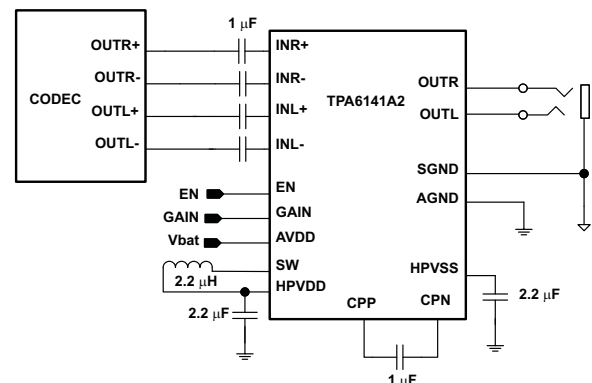 1 μF
OUTR+
INR+
OUTR-
INR-
CODEC
TPA6141A2
OUTR
OUTL+
INL+
OUTL
OUTL-
INL-
SGND
EN
EN
AGND
GAIN
GAIN
Vbat
AVDD
SW
HPVSS
2.2 μH
HPVDD
2.2 μF
2.2 μF
CPP
CPN
1 μF